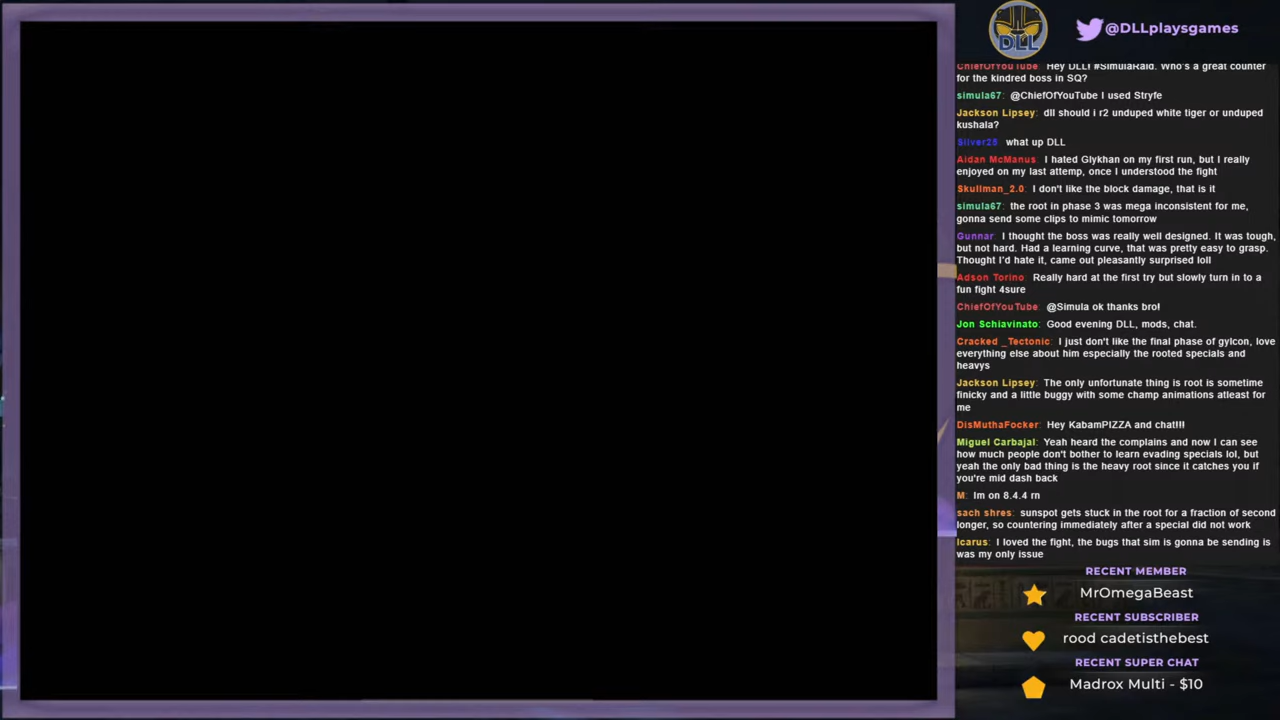 DLL
@DLLplaysgames
ChiefOfYouTube: Hey DLL! #SimulaRaid. Who's a great counter
for the kindred boss in SQ?
simula67: @ChiefOfYouTube I used Stryfe
Jackson Lipsey: dll should i r2 unduped white tiger or unduped
kushala?
Silver25 what up DLL
Aidan McManus: I hated Glykhan on my first run, but I really
enjoyed on my last attemp, once I understood the fight
Skullman_2.0: I don't like the block damage, that is it
simula67: the root in phase 3 was mega inconsistent for me,
gonna send some clips to mimic tomorrow
Gunnar I thought the boss was really well designed. It was tough,
but not hard. Had a learning curve, that was pretty easy to grasp.
Thought I'd hate it, came out pleasantly surprised lol
Adson Torino: Really hard at the first try but slowly turn in to a
fun fight 4sure
ChiefOfYouTube: @Simula ok thanks bro!
Jon Schiavinato: Good evening DLL, mods, chat.
Cracked _Tectonic: I just don't like the final phase of gylcon, love
everything else about him especially the rooted specials and
heavys
Jackson Lipsey: The only unfortunate thing is root is sometime
finicky and a little buggy with some champ animations atleast for
me
DisMuthaFocker: Hey KabamPIZZA and chat!!!
Miguel Carbajal: Yeah heard the complains and now I can see
how much people don't bother to learn evading specials lol, but
yeah the only bad thing is the heavy root since it catches you if
you're mid dash back
M: Im on 8.4.4 rn
sach shres: sunspot gets stuck in the root for a fraction of second
longer, so countering immediately after a special did not work
Icarus: I loved the fight, the bugs that sim is gonna be sending is
was my only issue
RECENT MEMBER
MrOmegaBeast
RECENT SUBSCRIBER
rood cadetisthebest
RECENT SUPER CHAT
Madrox Multi - $10